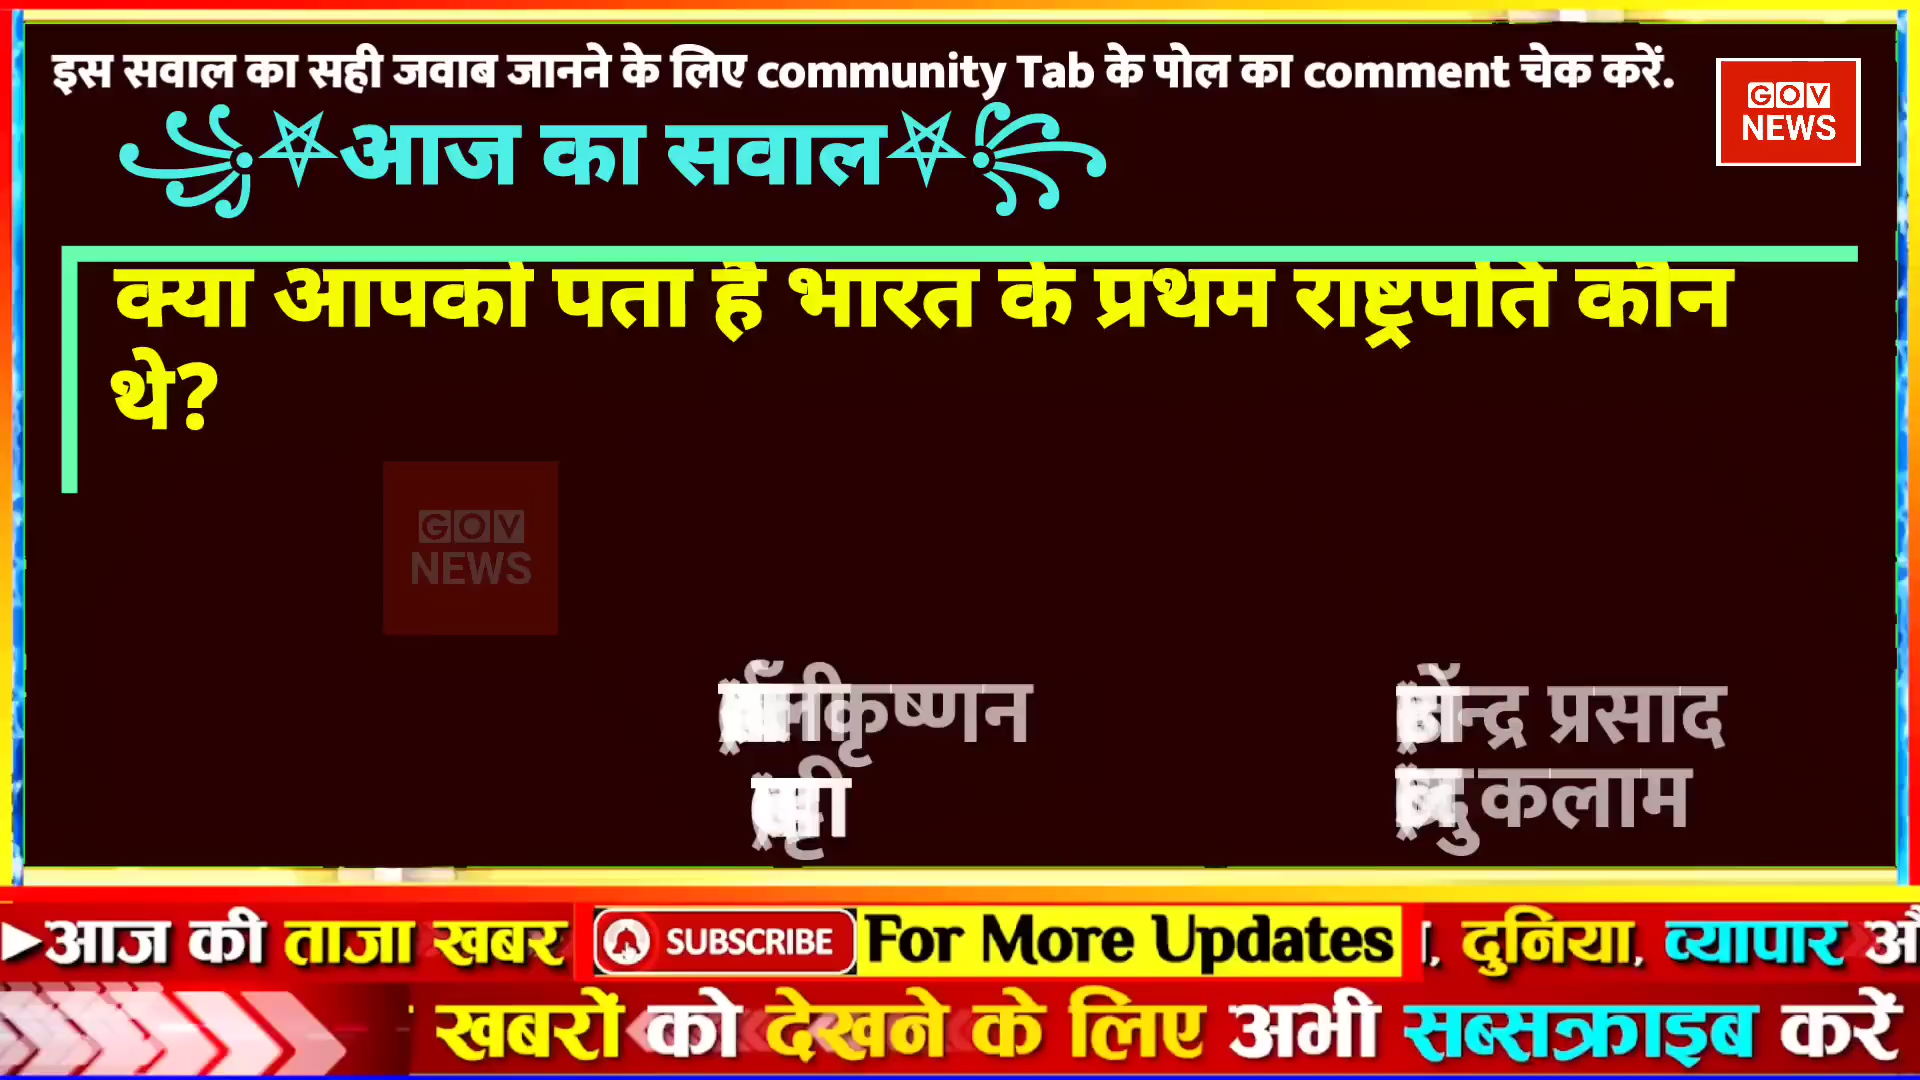 इस सवाल का सही जवाब जानने के लिए community Tab के पोल का comment चेक करें.
GOV
NEWS
आज का सवाल
क्या आपको पता है भारत के प्रथम राष्ट्रपति कौन
थे?
GOV
NEWS
प्रसाद
कलाम
आज की ताजा खबर
SUBSCRIBE
For More Updates
, दुनिया, व्यापार
खबरों को देखने के लिए अभी सब्सक्राइब करें